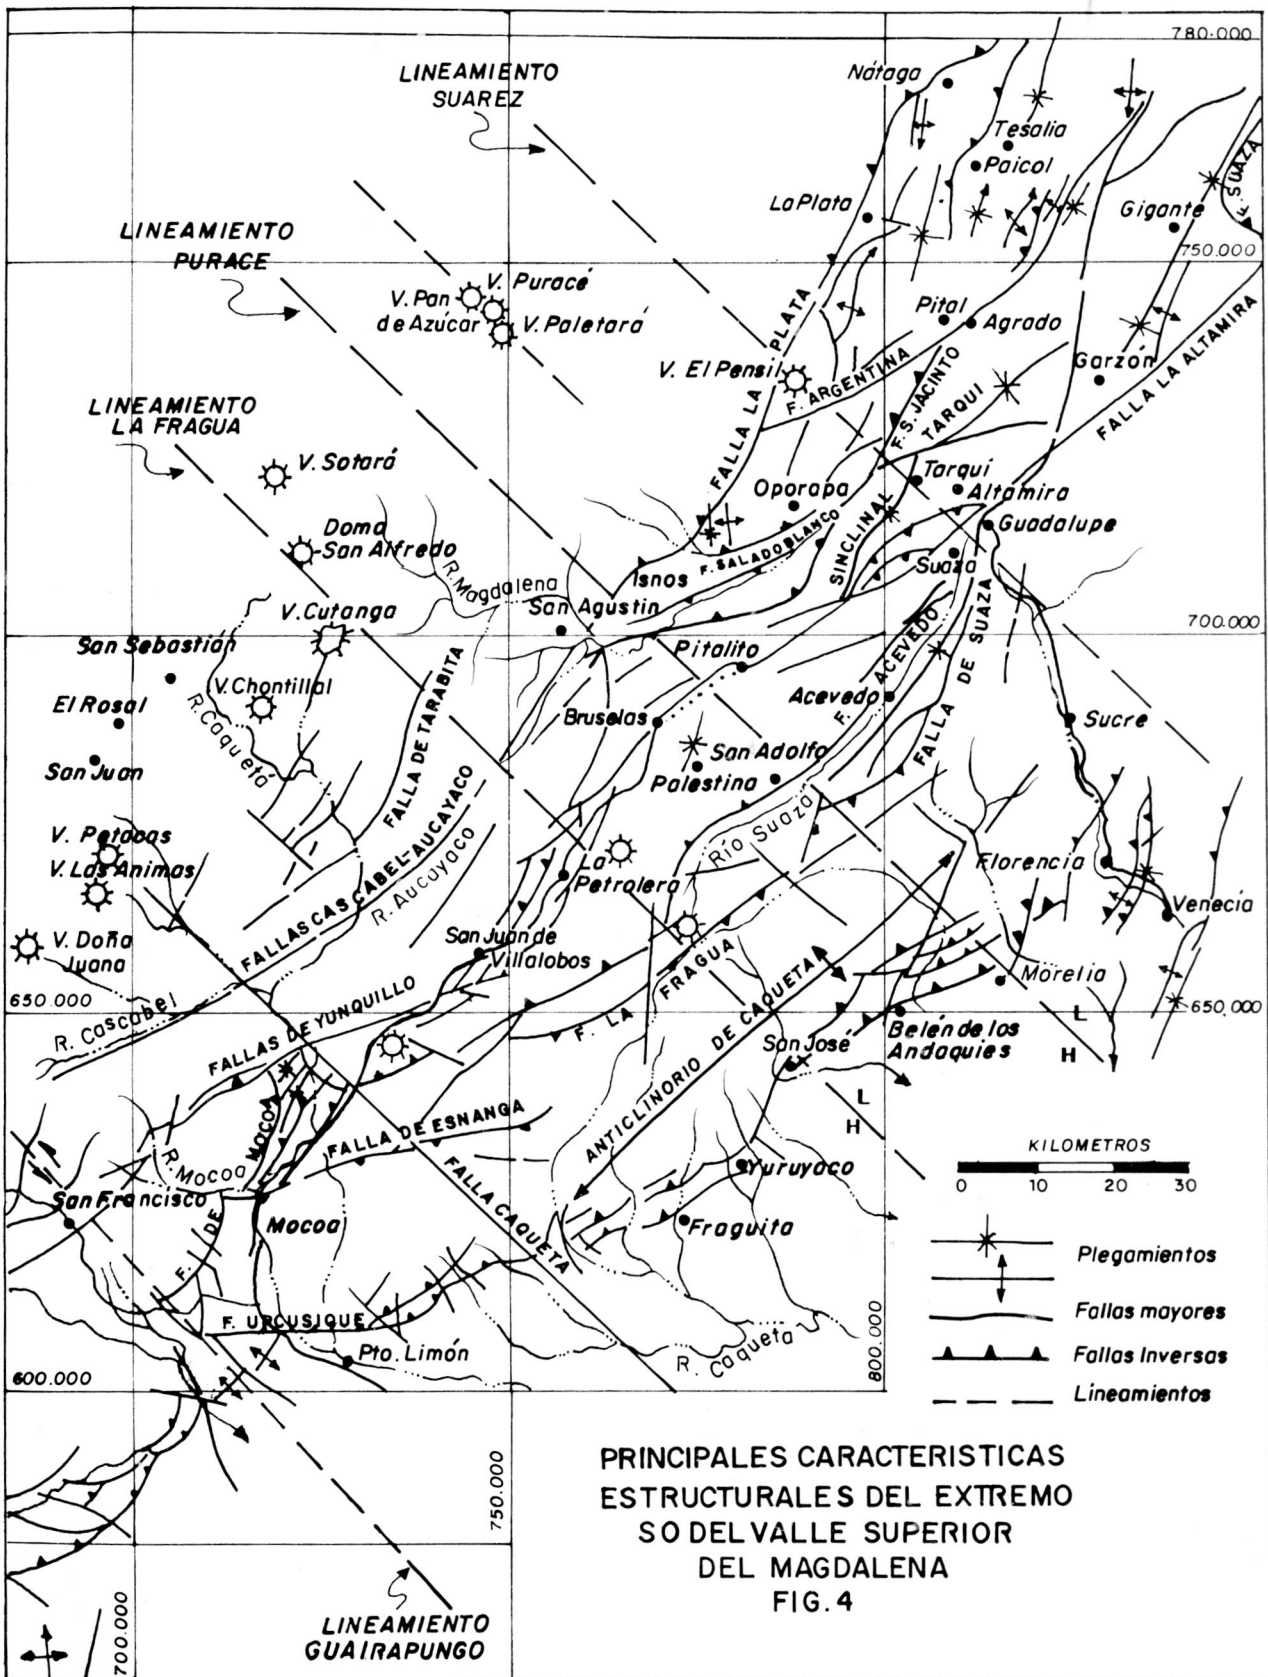 780.000
LINEAMIENTO
SUAREZ
Nátaga
Tesalia
Paicol
F. SUAZA
La Plata
Gigante
LINEAMIENTO
PURACE
750.000
V. Puracé
V. Pan
de Azúcar
V. Paletará
FALLA LA PLATA
Pital
Agrado
V. El Pensil
F. ARGENTINA
Garzón
FALLA LA ALTAMIRA
F. S. JACINTO
TARQUI
LINEAMIENTO
LA FRAGUA
V. Sotará
Oporapa
Tarquí
Altamira
Guadalupe
Doma
San Alfredo
SINCLINAL
F. SALADOBLANCO
Suaza
Isnos
R. Magdalena
San Agustin
V. Cutanga
700.000
San Sebastián
Pitalito
F. ACEVEDO
FALLA DE SUAZA
V. Chontillal
Acevedo
El Rosal
R. Caquetá
FALLA DE TARABITA
Bruselas
Sucre
San Juan
San Adolfo
Palestina
V. Petacas
V. Las Animas
FALLAS CASCABEL-AUCAYACO
R. Aucayaco
Río Suaza
La
Petrolera
Florencia
Venecia
V. Doña
Juana
San Juan de
Villalobos
Morelia
650.000
R. Cascabel
FALLAS DE YUNQUILLO
F. LA FRAGUA
ANTICLINORIO DE CAQUETA
San José
Belén de los
Andaquies
650,000
L
H
L
H
F. DE MOCOA
R. Mocoa
FALLA DE ESNANGA
FALLA CAQUETA
KILOMETROS
0 10 20 30
San Francisco
Mocoa
Yuruyaco
Fraguita
Plegamientos
Fallas mayores
F. URCUSIQUE
Pto. Limón
R. Caqueta
800.000
Fallas Inversas
600.000
Lineamientos
PRINCIPALES CARACTERISTICAS
ESTRUCTURALES DEL EXTREMO
SO DEL VALLE SUPERIOR
DEL MAGDALENA
FIG. 4
750.000
700.000
LINEAMIENTO
GUAIRAPUNGO